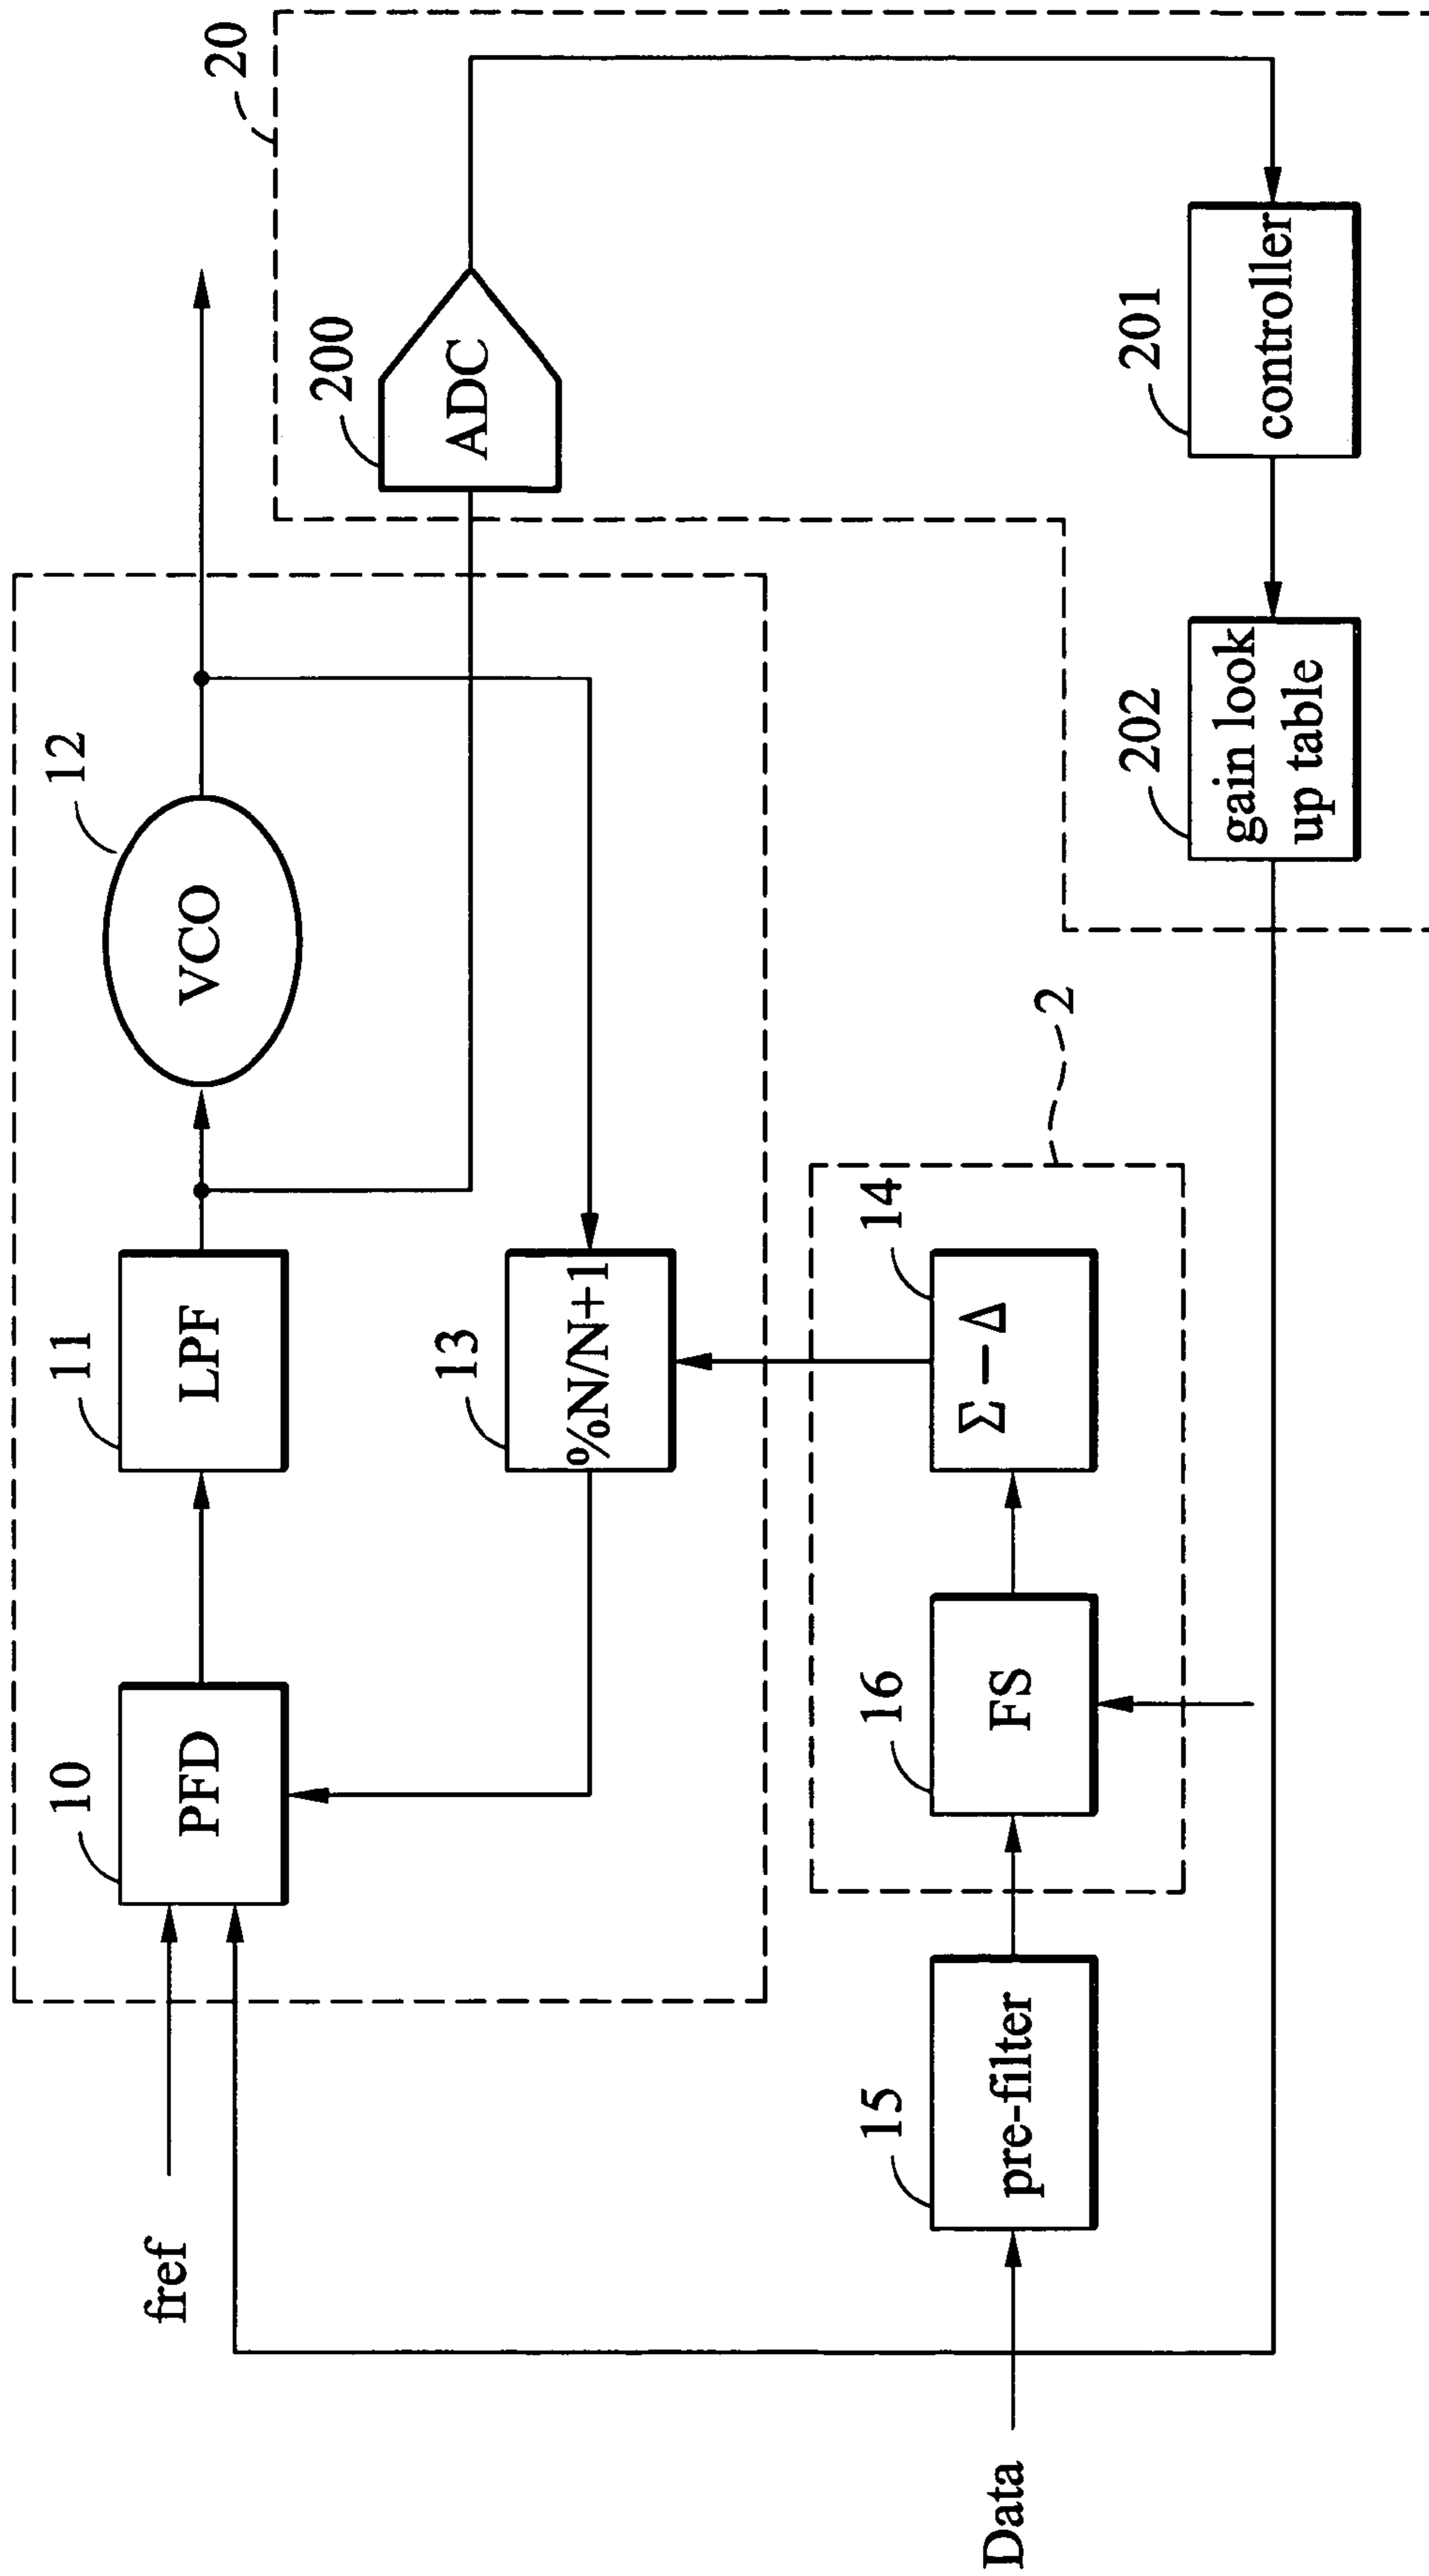 20
12
VCO
200
ADC
11
LPF
10
PFD
fref
13
%N/N+1
201
controller
202
gain look
up table
2
14
Σ－Δ
16
FS
15
pre-filter
Data